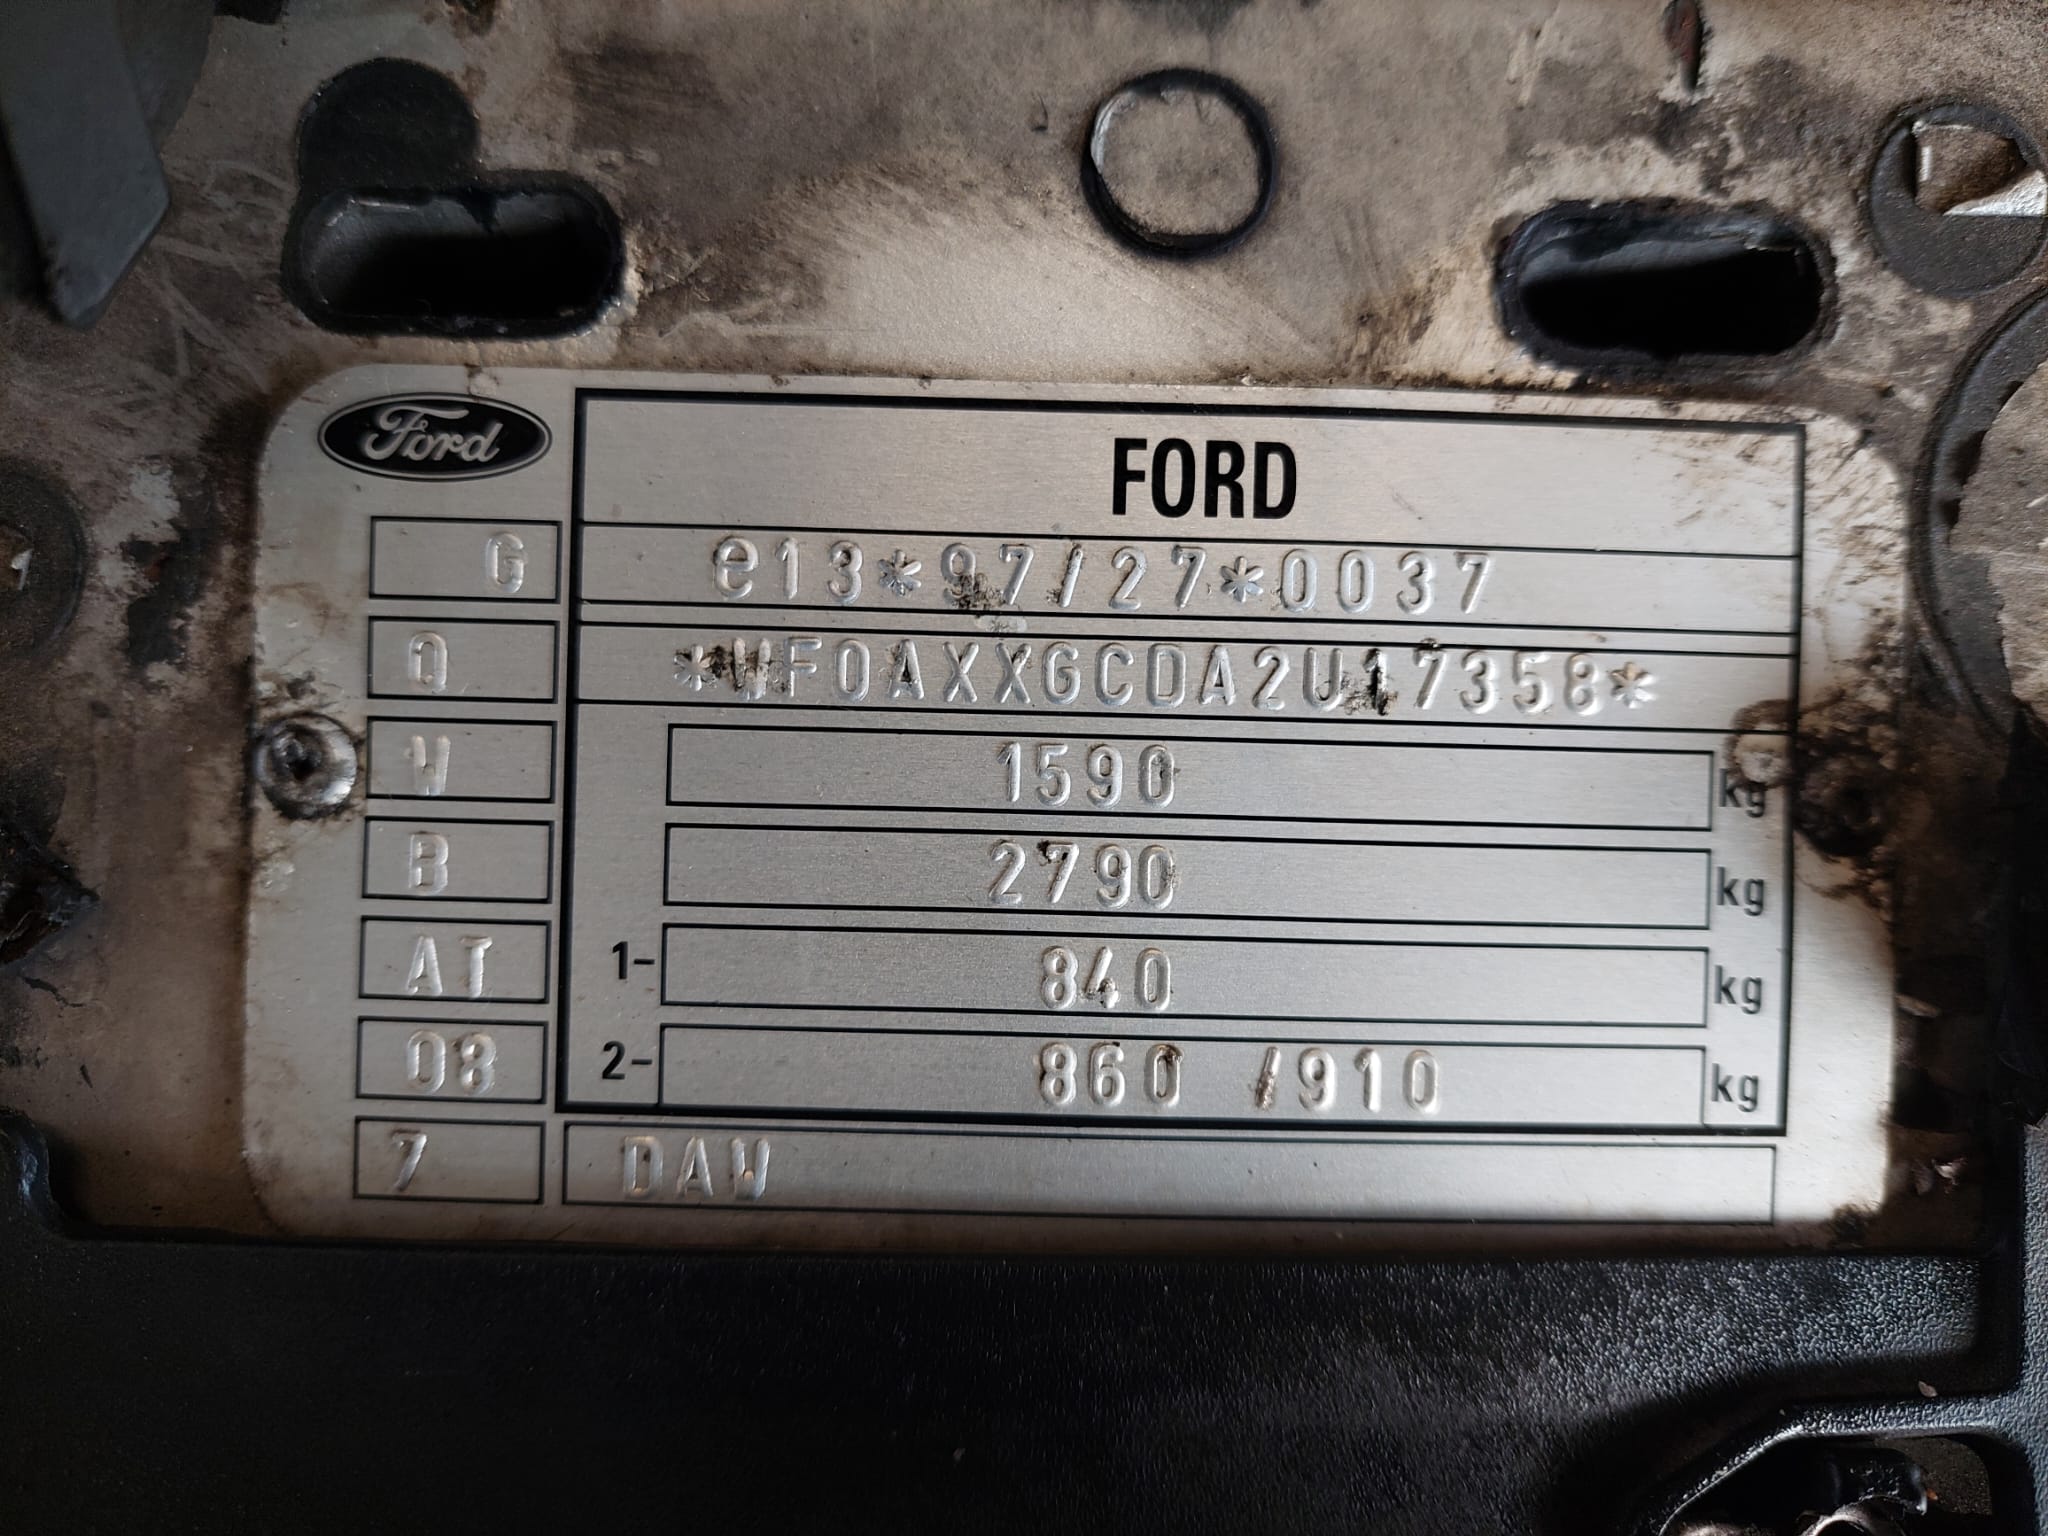 Ford
FORD
G e13*97/27*0037
Q *WF0AXXGCDA2U17358*
W 1590 kg
B 2790 kg
AT 1- 840 kg
08 2- 860 /910 kg
7 DAW